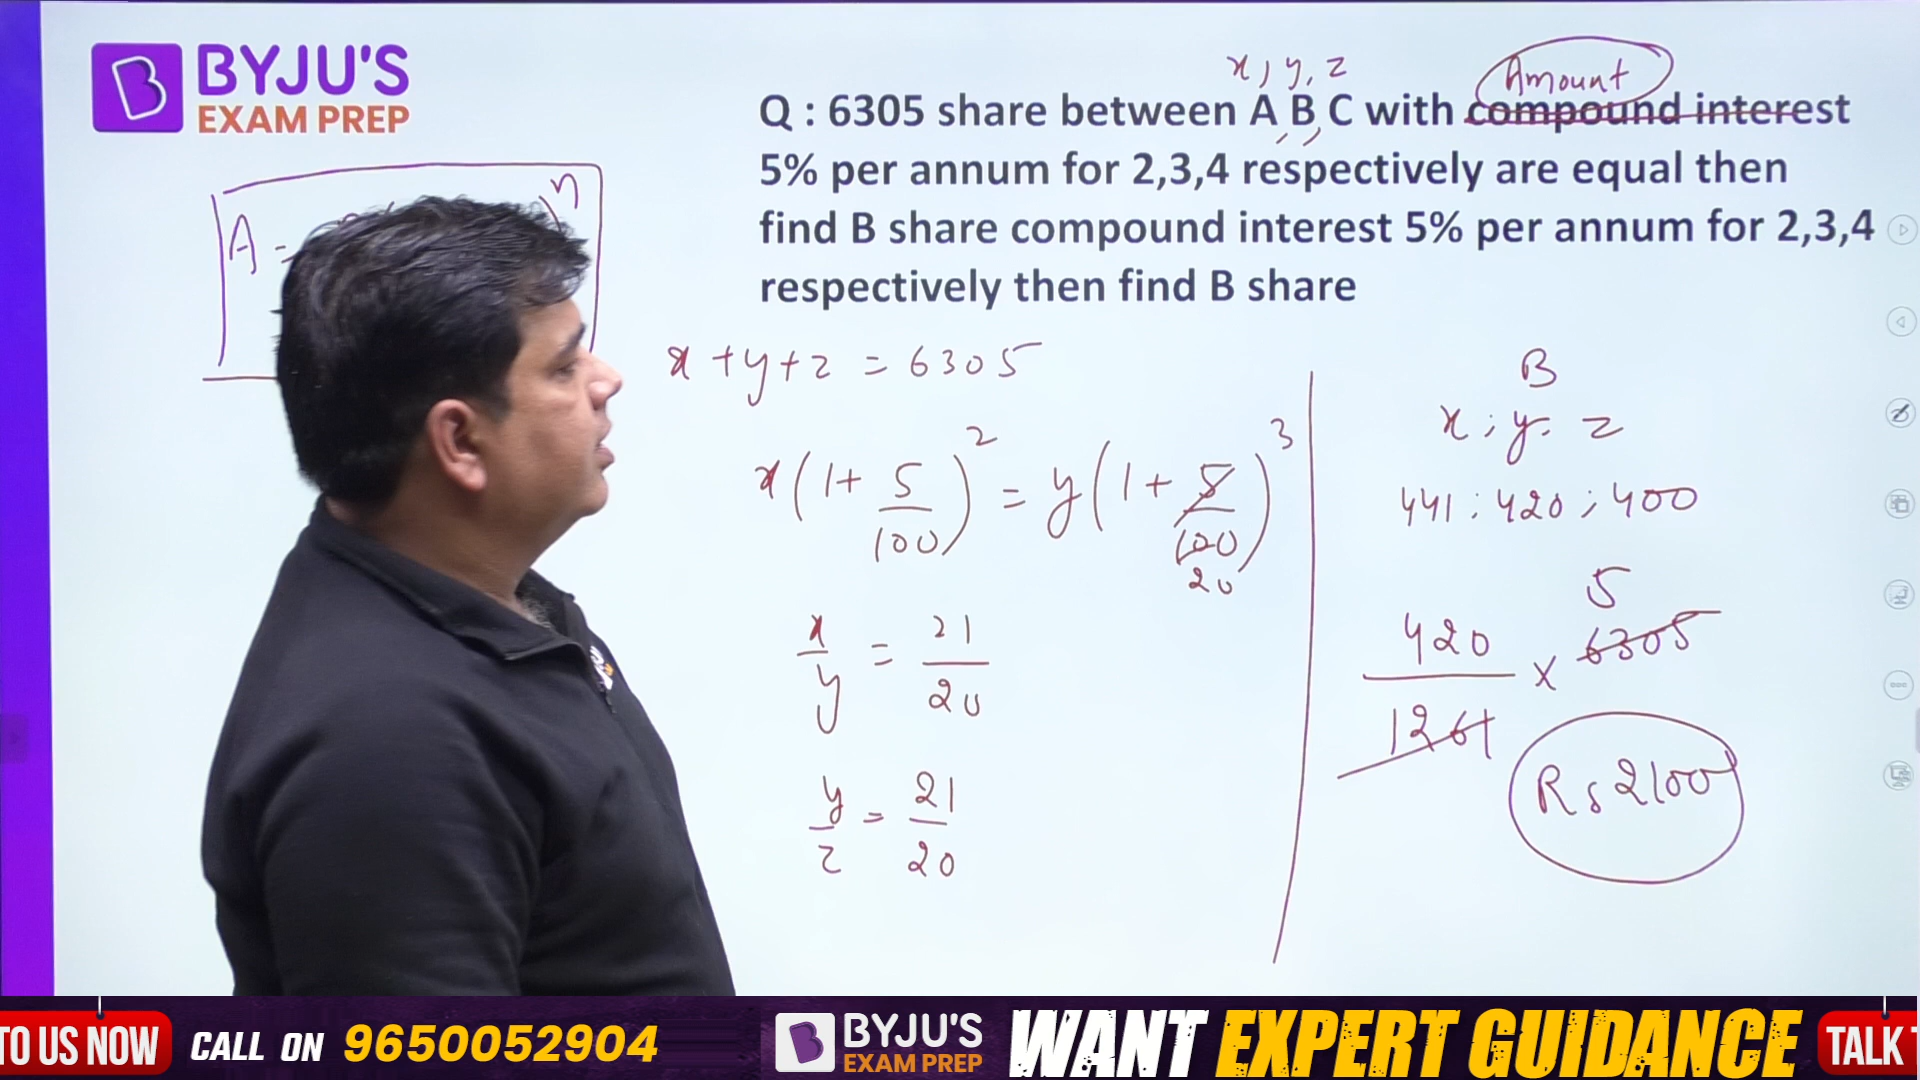 BYJU'S
EXAM PREP
x, y, z
Amount
Q : 6305 share between A B, C with compound interest
5% per annum for 2,3,4 respectively are equal then
find B share compound interest 5% per annum for 2,3,4
respectively then find B share
n
A =
x + y + z = 6305
x(1+ 5/100)^2 = y(1+ 5/100)^3
20
x/y = 21/20
y/z = 21/20
B
x : y : z
441 : 420 : 400
5
420/1261 x 6305
Rs 2100
TO US NOW
CALL ON 9650052904
BYJU'S
EXAM PREP
WANT EXPERT GUIDANCE
TALK T